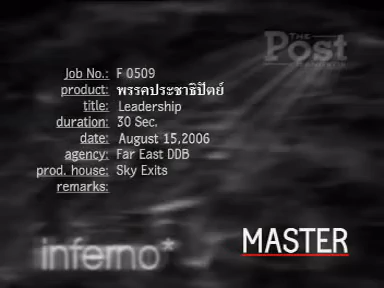 THE
Post
Job No.: F 0509
product: พรรคประชาธิปัตย์
title: Leadership
duration: 30 Sec.
date: August 15,2006
agency: Far East DDB
prod. house: Sky Exits
remarks:
inferno*
MASTER